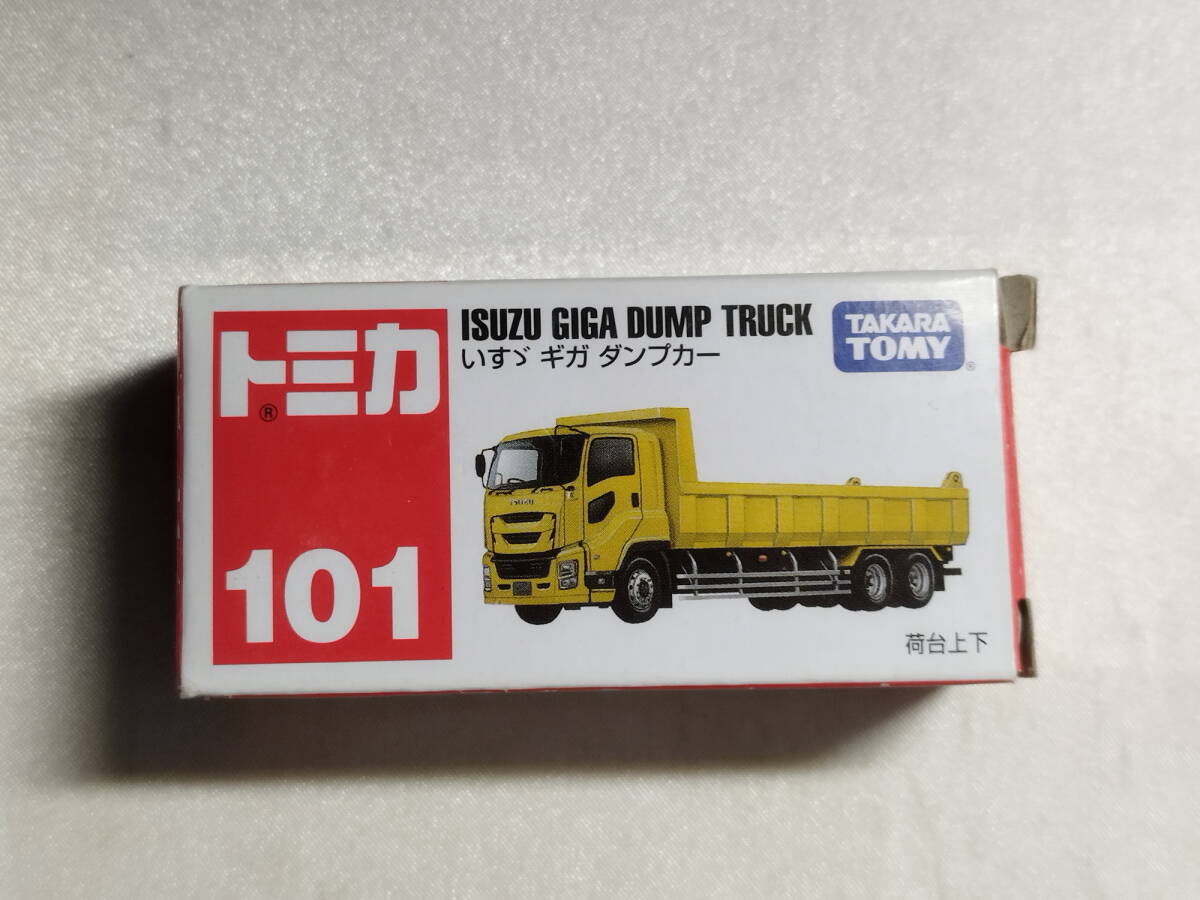 トミカ
®
101
ISUZU GIGA DUMP TRUCK
いすゞ ギガ ダンプカー
TAKARA
TOMY
®
ISUZU
荷台上下